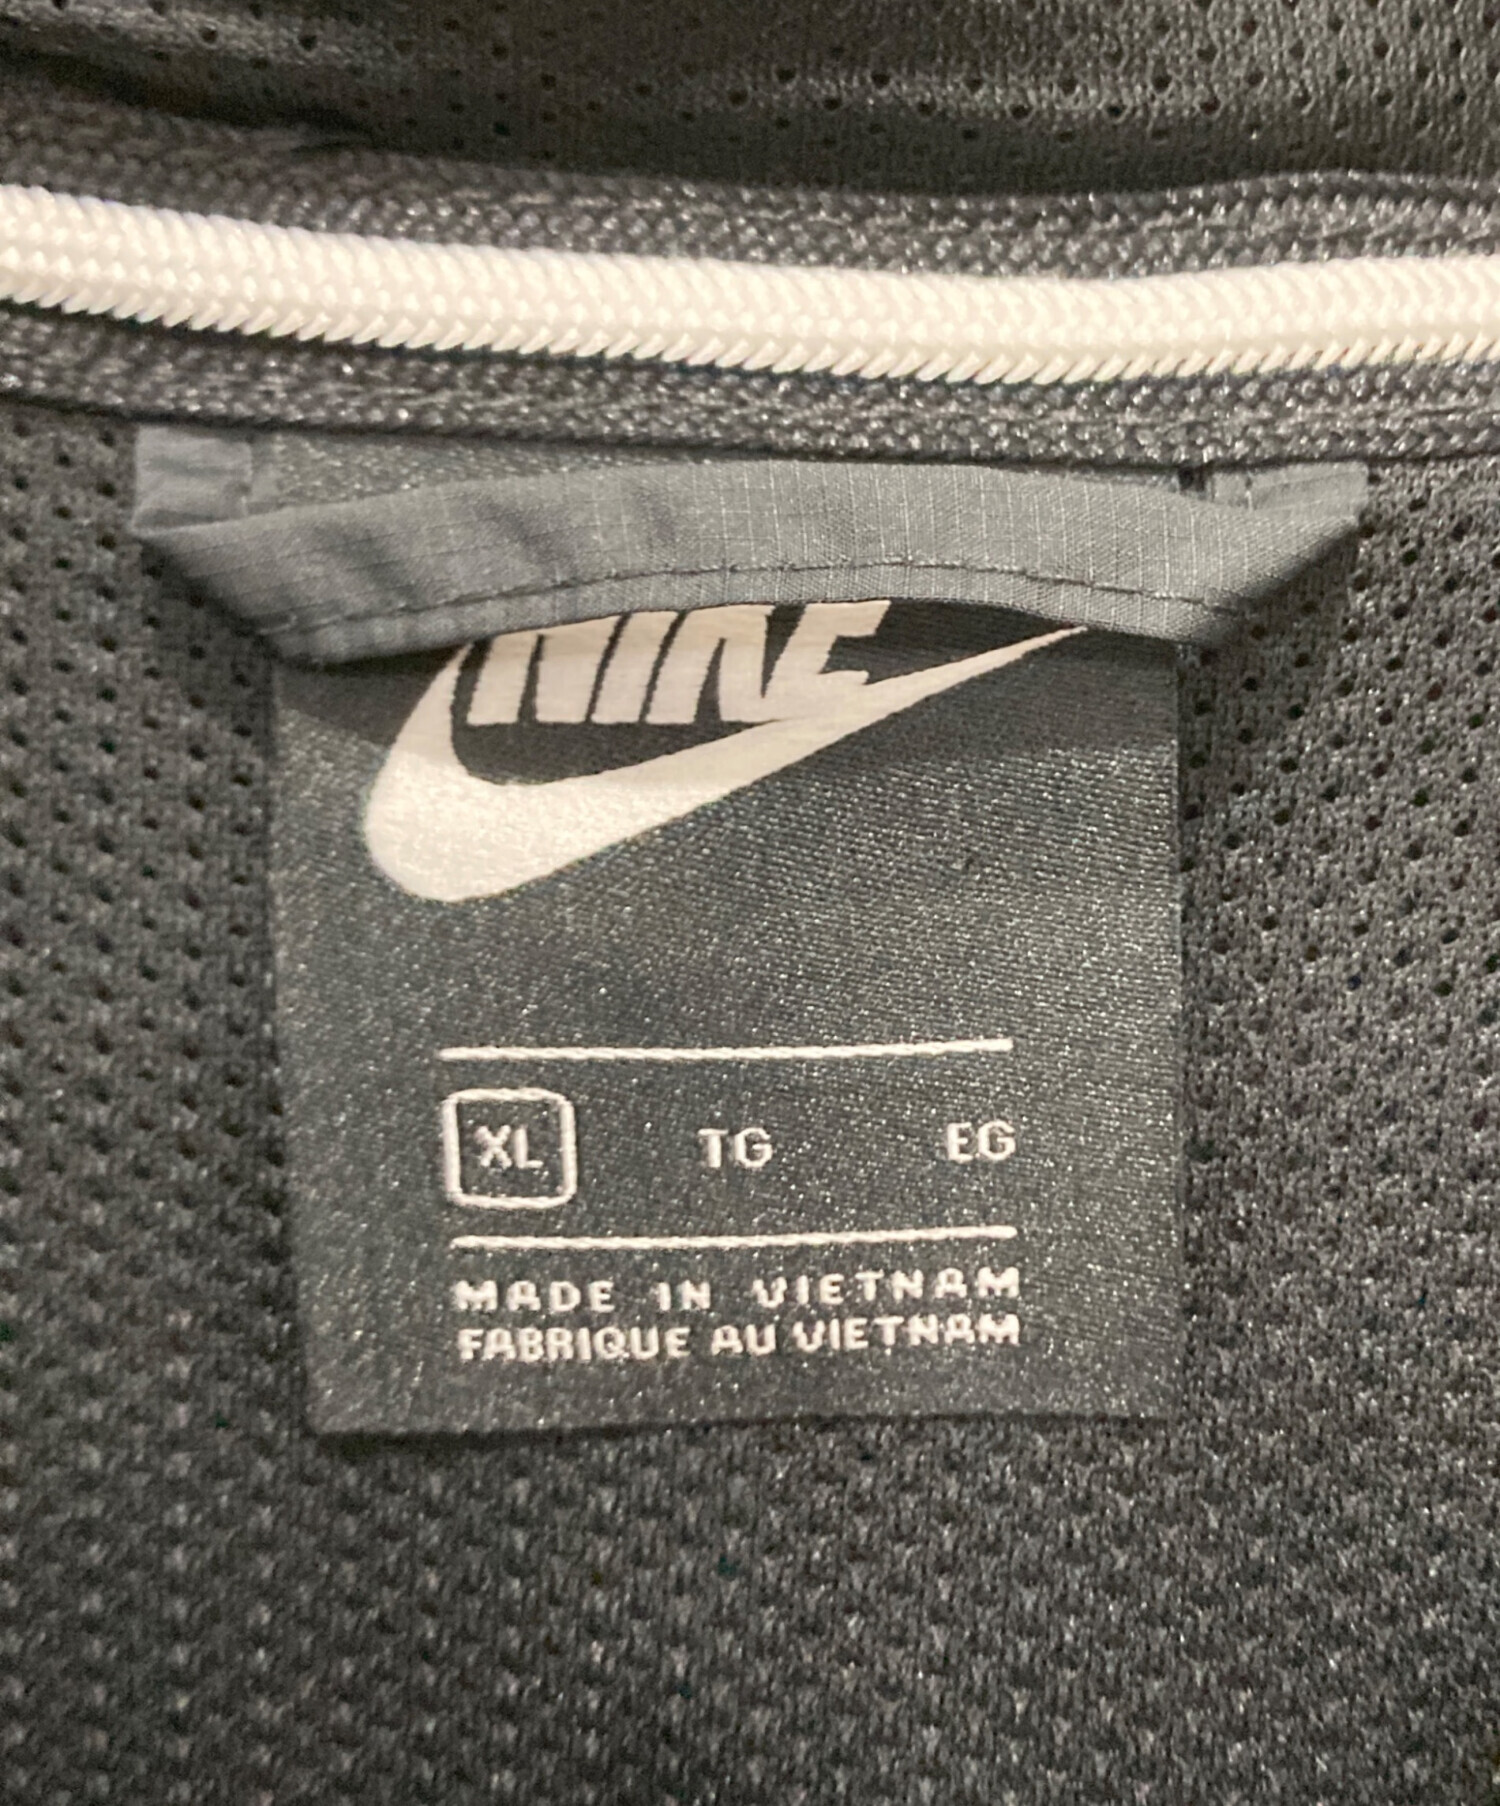 NIKE
XL TG EG
MADE IN VIETNAM
FABRIQUE AU VIETNAM